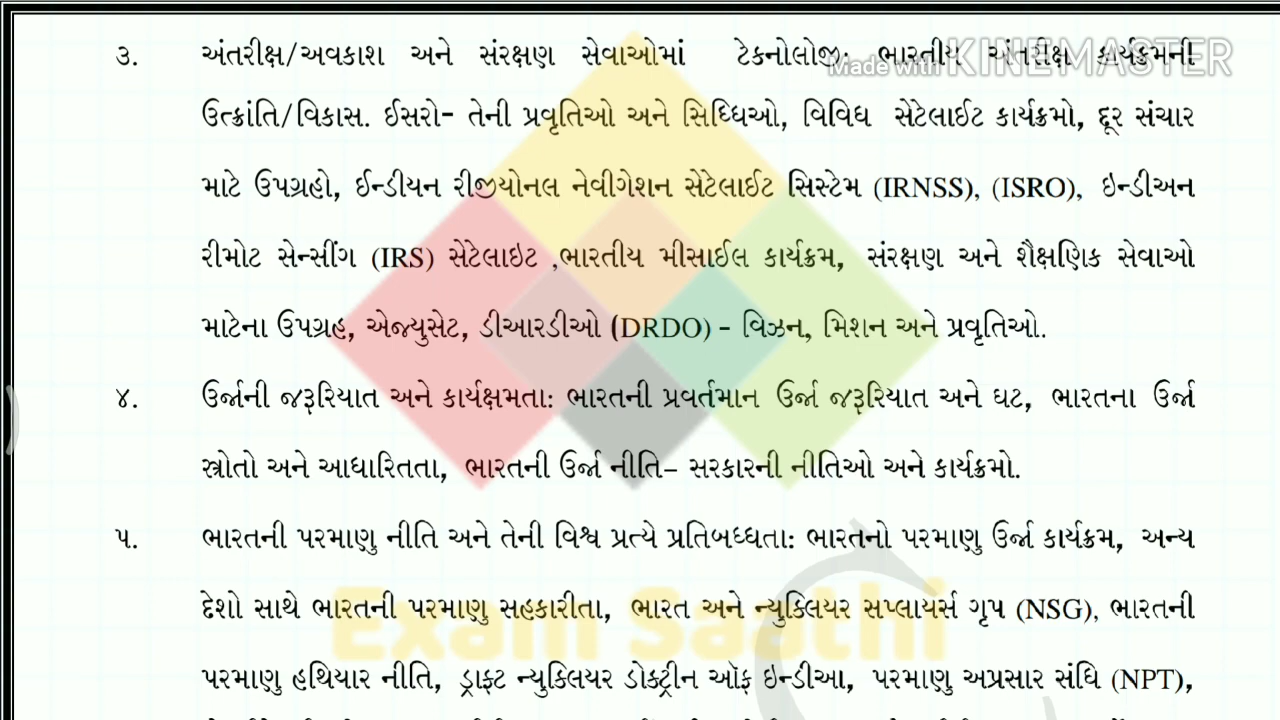 Made with KINEMASTER
૩. અંતરીક્ષ/અવકાશ અને સંરક્ષણ સેવાઓમાં ટેકનોલોજી: ભારતીય અંતરીક્ષ કાર્યક્રમની
ઉત્ક્રાંતિ/વિકાસ. ઈસરો- તેની પ્રવૃતિઓ અને સિધ્ધિઓ, વિવિધ સેટેલાઈટ કાર્યક્રમો, દૂર સંચાર
માટે ઉપગ્રહો, ઈન્ડીયન રીજીયોનલ નેવીગેશન સેટેલાઈટ સિસ્ટેમ (IRNSS), (ISRO), ઇન્ડીઅન
રીમોટ સેન્સીંગ (IRS) સેટેલાઇટ ,ભારતીય મીસાઈલ કાર્યક્રમ, સંરક્ષણ અને શૈક્ષણિક સેવાઓ
માટેના ઉપગ્રહ, એજ્યુસેટ, ડીઆરડીઓ (DRDO) - વિઝન, મિશન અને પ્રવૃતિઓ.
૪. ઉર્જાની જરૂરિયાત અને કાર્યક્ષમતા: ભારતની પ્રવર્તમાન ઉર્જા જરૂરિયાત અને ઘટ, ભારતના ઉર્જા
સ્ત્રોતો અને આધારિતતા, ભારતની ઉર્જા નીતિ– સરકારની નીતિઓ અને કાર્યક્રમો.
૫. ભારતની પરમાણુ નીતિ અને તેની વિશ્વ પ્રત્યે પ્રતિબધ્ધતા: ભારતનો પરમાણુ ઉર્જા કાર્યક્રમ, અન્ય
દેશો સાથે ભારતની પરમાણુ સહકારીતા, ભારત અને ન્યુક્લિયર સપ્લાયર્સ ગૃપ (NSG), ભારતની
Exam Saathi
પરમાણુ હથિયાર નીતિ, ડ્રાફ્ટ ન્યુક્લિયર ડોક્ટ્રીન ઑફ ઇન્ડીઆ, પરમાણુ અપ્રસાર સંધિ (NPT),